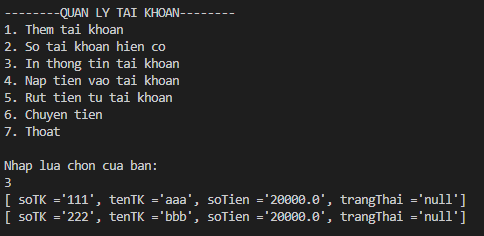 --------QUAN LY TAI KHOAN--------
1. Them tai khoan
2. So tai khoan hien co
3. In thong tin tai khoan
4. Nap tien vao tai khoan
5. Rut tien tu tai khoan
6. Chuyen tien
7. Thoat
Nhap lua chon cua ban:
3
[ soTK ='111', tenTK ='aaa', soTien ='20000.0', trangThai ='null']
[ soTK ='222', tenTK ='bbb', soTien ='20000.0', trangThai ='null']